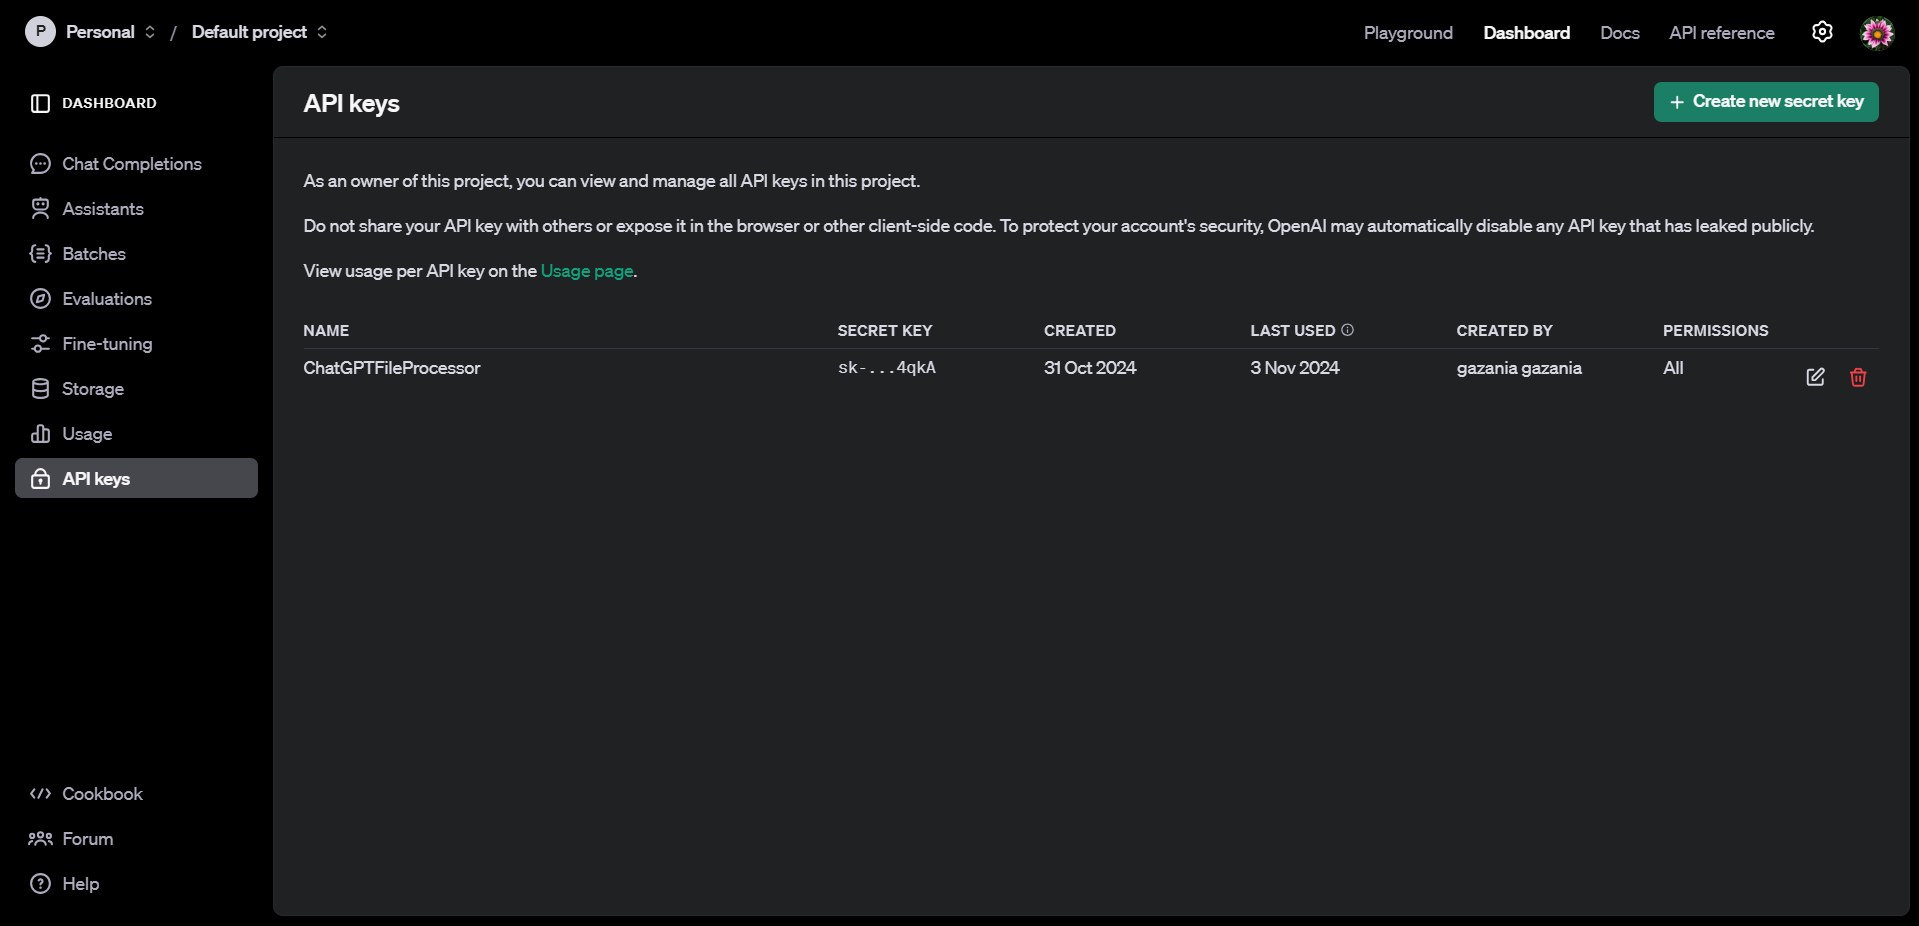 P Personal / Default project
Playground Dashboard Docs API reference
DASHBOARD
Chat Completions
Assistants
Batches
Evaluations
Fine-tuning
Storage
Usage
API keys
Cookbook
Forum
Help
API keys
+ Create new secret key
As an owner of this project, you can view and manage all API keys in this project.
Do not share your API key with others or expose it in the browser or other client-side code. To protect your account's security, OpenAI may automatically disable any API key that has leaked publicly.
View usage per API key on the Usage page.
NAME SECRET KEY CREATED LAST USED CREATED BY PERMISSIONS
ChatGPTFileProcessor sk-...4qkA 31 Oct 2024 3 Nov 2024 gazania gazania All